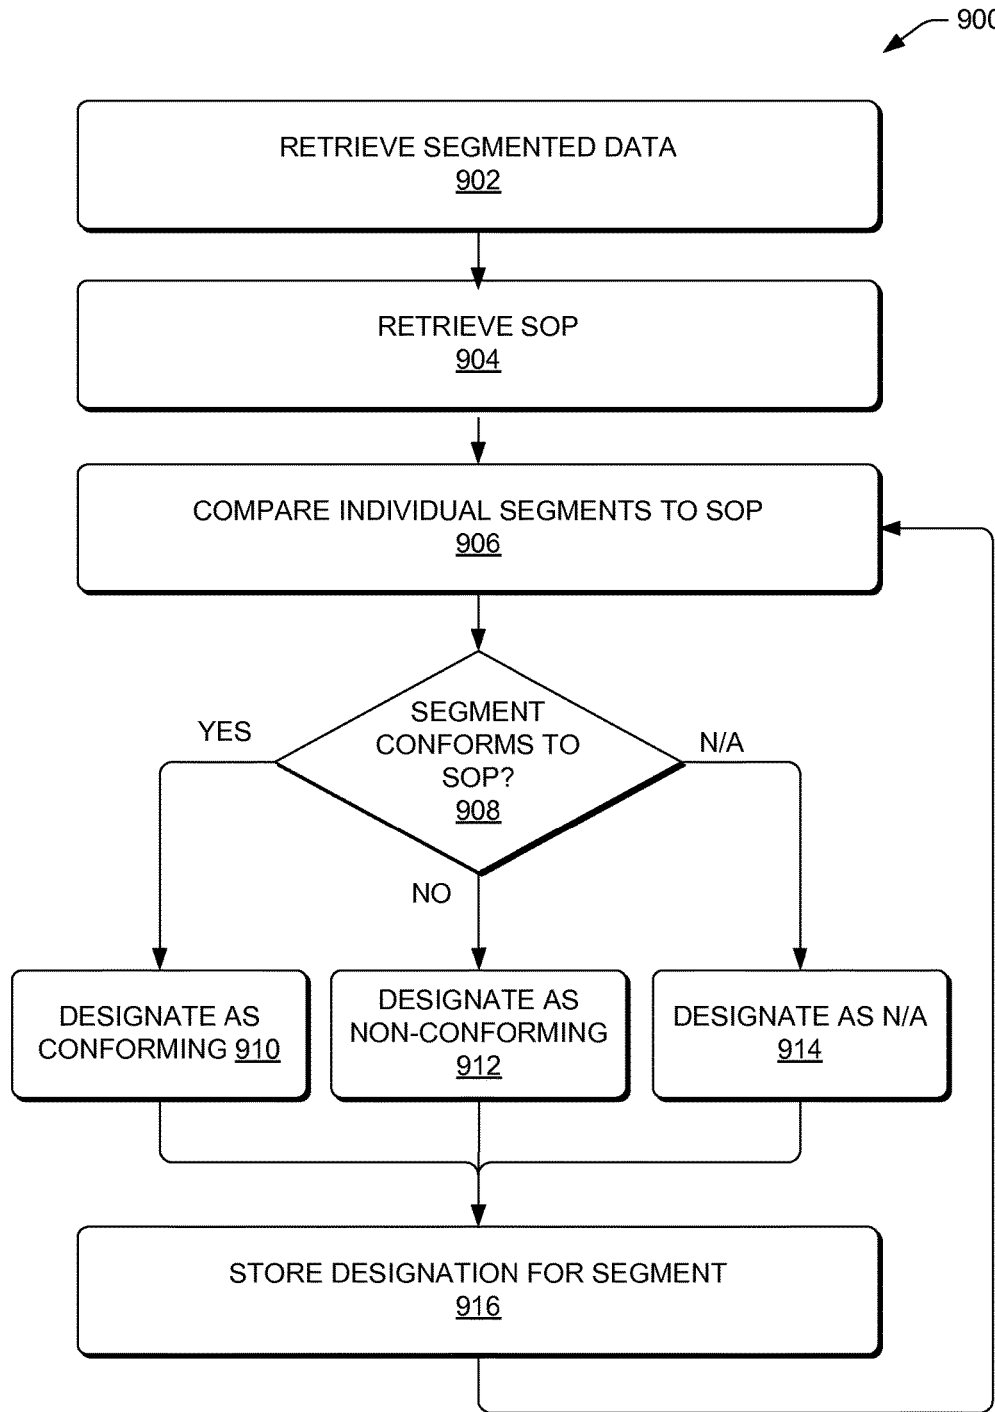 900
RETRIEVE SEGMENTED DATA
902
RETRIEVE SOP
904
COMPARE INDIVIDUAL SEGMENTS TO SOP
906
YES
SEGMENT
CONFORMS TO
SOP?
908
N/A
NO
DESIGNATE AS
CONFORMING 910
DESIGNATE AS
NON-CONFORMING
912
DESIGNATE AS N/A
914
STORE DESIGNATION FOR SEGMENT
916